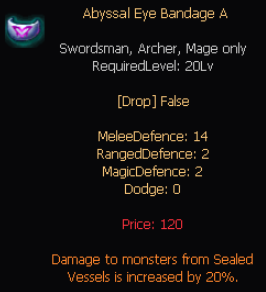 Abyssal Eye Bandage A
Swordsman, Archer, Mage only
RequiredLevel: 20Lv
[Drop] False
MeleeDefence: 14
RangedDefence: 2
MagicDefence: 2
Dodge: 0
Price: 120
Damage to monsters from Sealed
Vessels is increased by 20%.